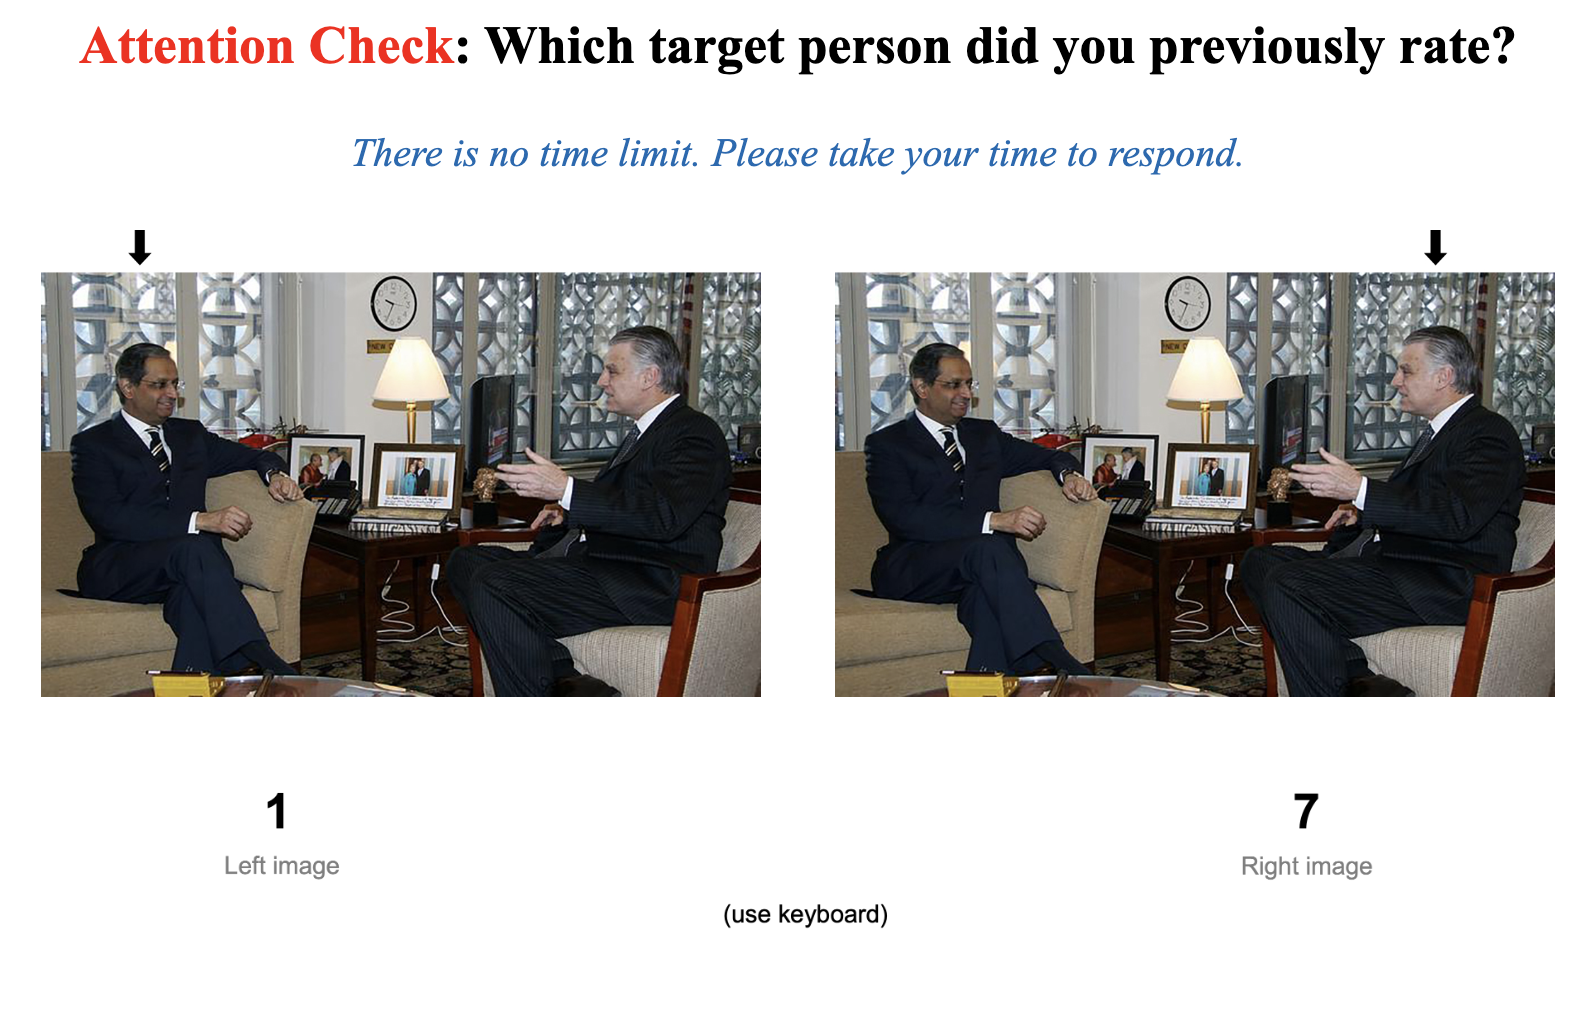 Attention Check: Which target person did you previously rate?
There is no time limit. Please take your time to respond.
1
7
Left image
Right image
(use keyboard)